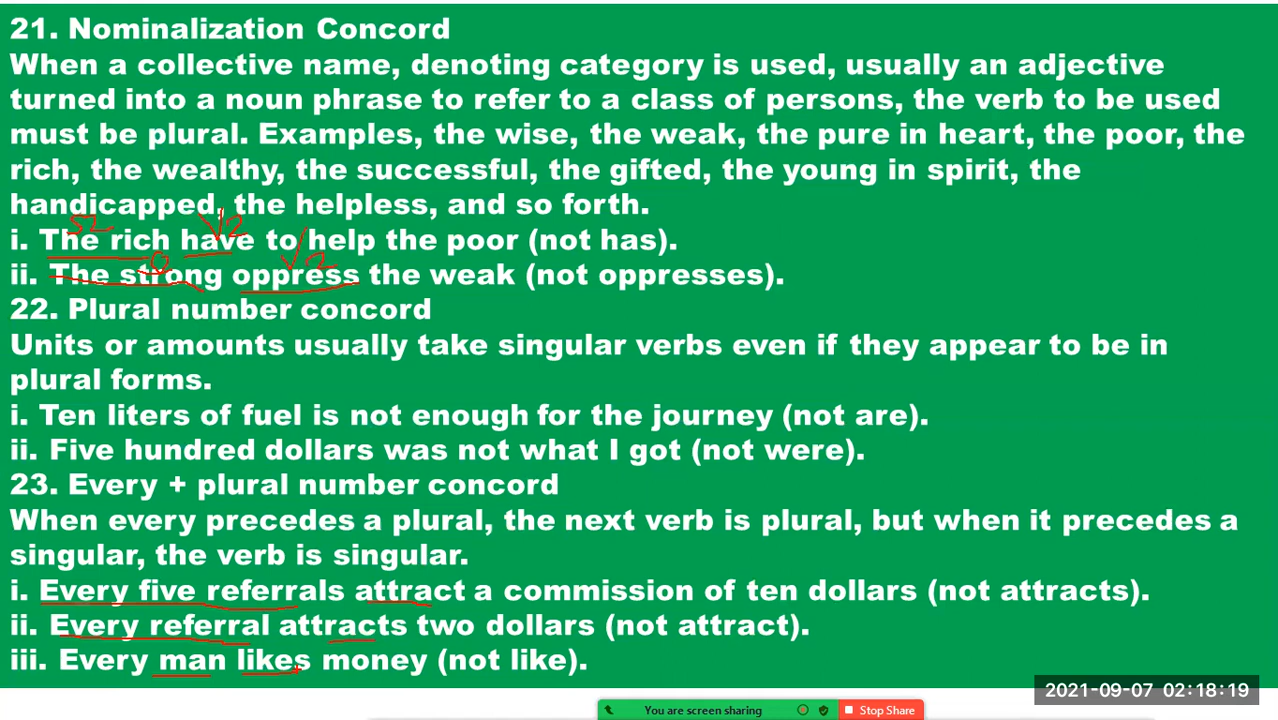 21. Nominalization Concord
When a collective name, denoting category is used, usually an adjective
turned into a noun phrase to refer to a class of persons, the verb to be used
must be plural. Examples, the wise, the weak, the pure in heart, the poor, the
rich, the wealthy, the successful, the gifted, the young in spirit, the
handicapped, the helpless, and so forth.
S2 V2
i. The rich have to help the poor (not has).
V2
ii. The strong oppress the weak (not oppresses).
22. Plural number concord
Units or amounts usually take singular verbs even if they appear to be in
plural forms.
i. Ten liters of fuel is not enough for the journey (not are).
ii. Five hundred dollars was not what I got (not were).
23. Every + plural number concord
When every precedes a plural, the next verb is plural, but when it precedes a
singular, the verb is singular.
i. Every five referrals attract a commission of ten dollars (not attracts).
ii. Every referral attracts two dollars (not attract).
iii. Every man likes money (not like).
2021-09-07 02:18:19
You are screen sharing Stop Share